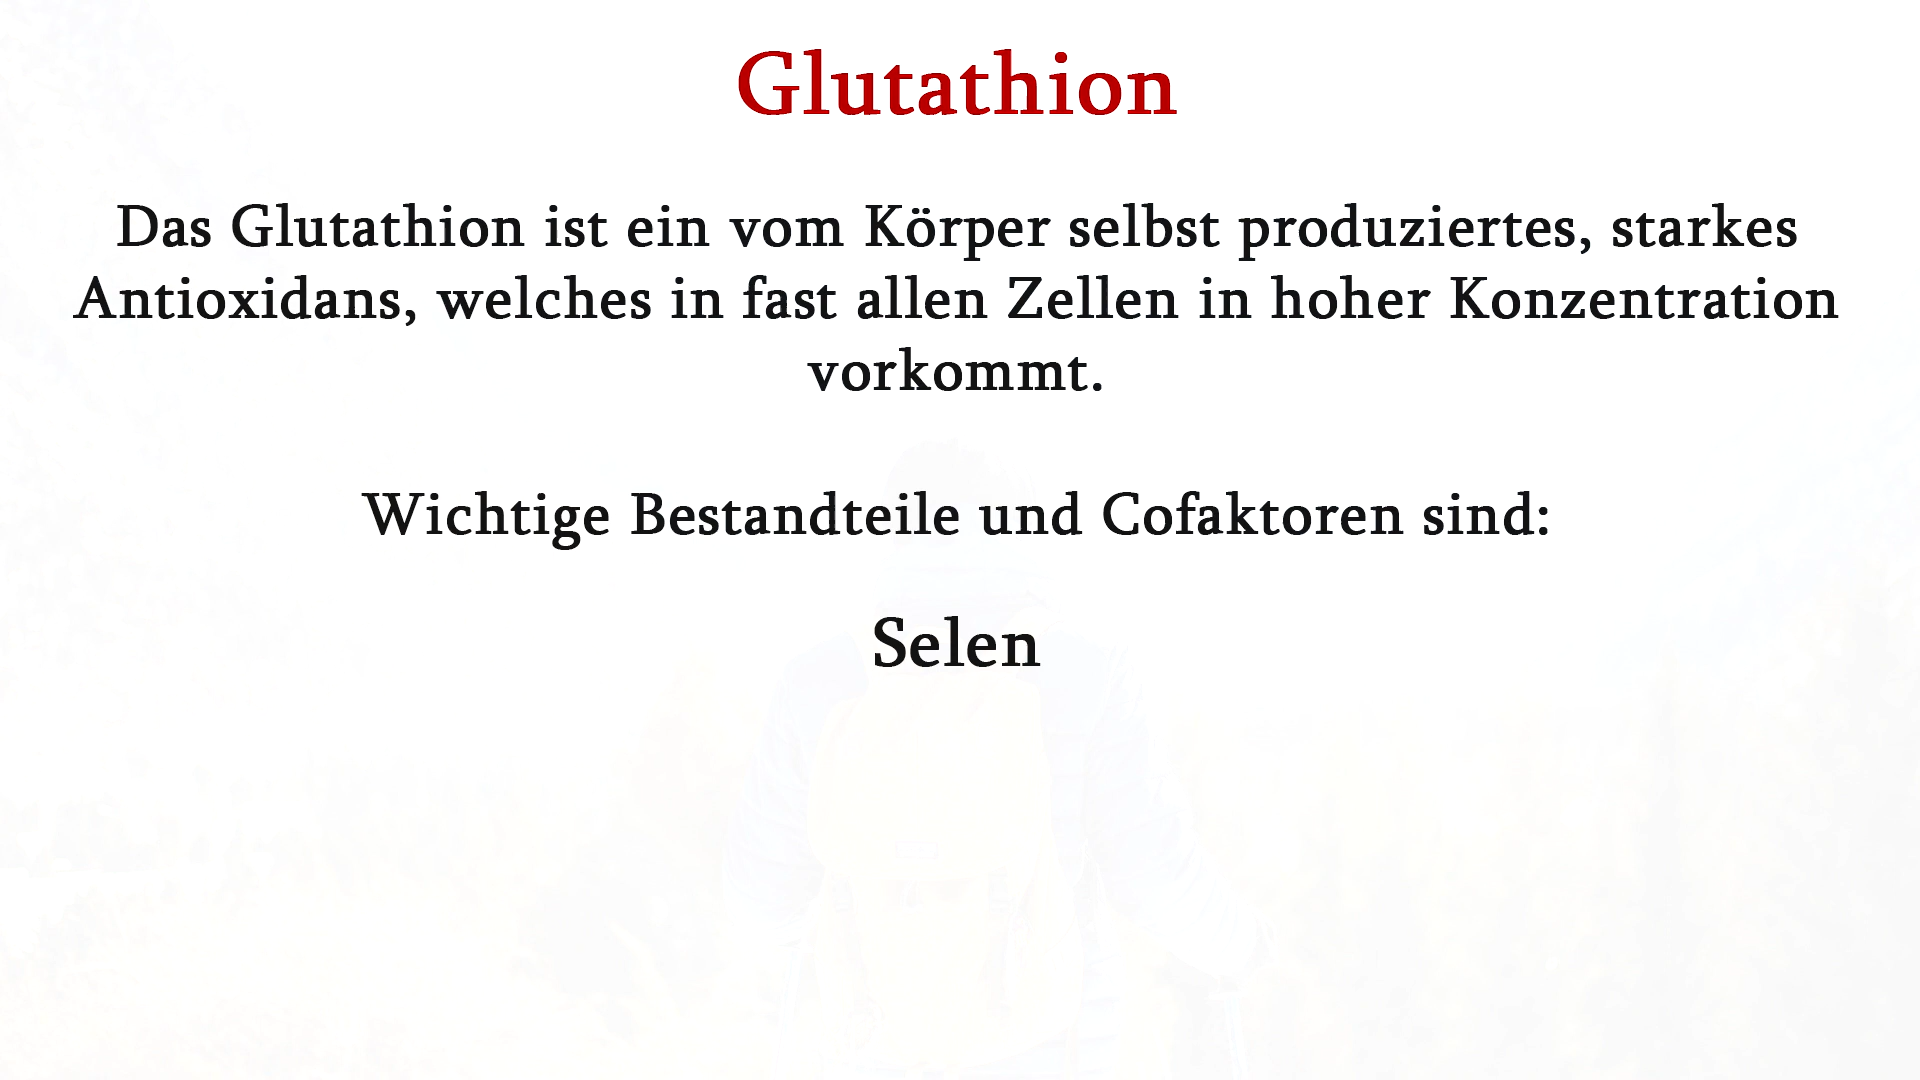 Glutathion
Das Glutathion ist ein vom Körper selbst produziertes, starkes
Antioxidans, welches in fast allen Zellen in hoher Konzentration
vorkommt.
Wichtige Bestandteile und Cofaktoren sind:
Selen